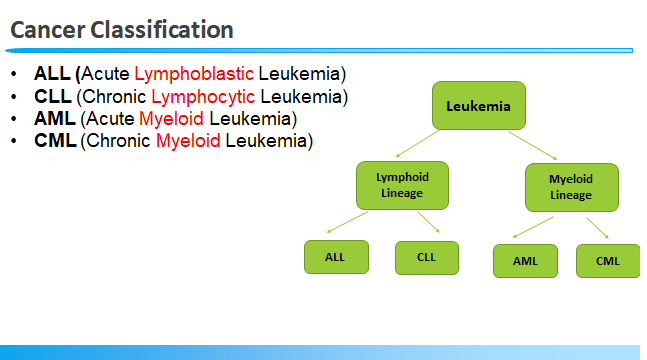 Cancer Classification
• ALL (Acute Lymphoblastic Leukemia)
• CLL (Chronic Lymphocytic Leukemia)
• AML (Acute Myeloid Leukemia)
• CML (Chronic Myeloid Leukemia)
Leukemia
Lymphoid
Lineage
Myeloid
Lineage
ALL
CLL
AML
CML